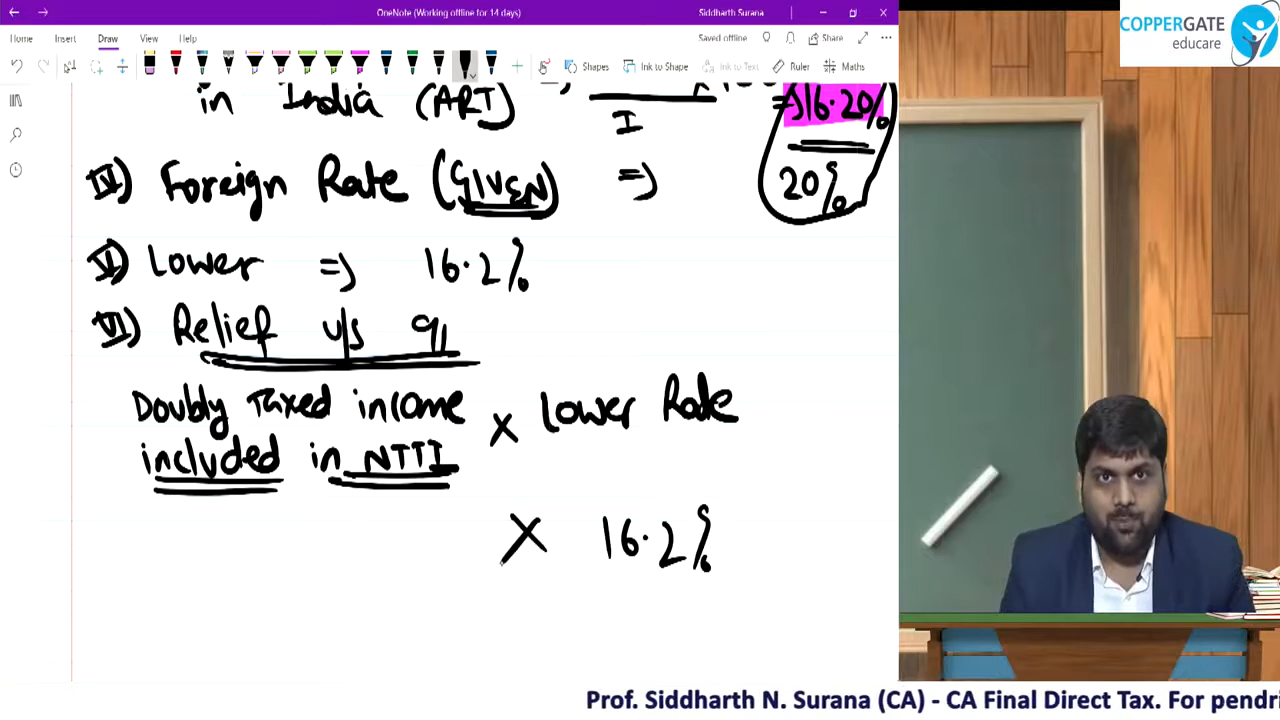 OneNote (Working offline for 14 days)
Siddharth Surana
Home Insert Draw View Help
Saved offline
Share
Shapes
Ink to Shape
Ink to Text
Ruler
Maths
in India (ART) =)
I
=) 16.20%
IV) Foreign Rate (GIVEN) =) 20%
V) Lower =) 16.2%
VI) Relief u/s 91
Doubly Taxed income × Lower Rate
included in NTTI
× 16.2%
COPPERGATE
educare
Prof. Siddharth N. Surana (CA) - CA Final Direct Tax. For pendri